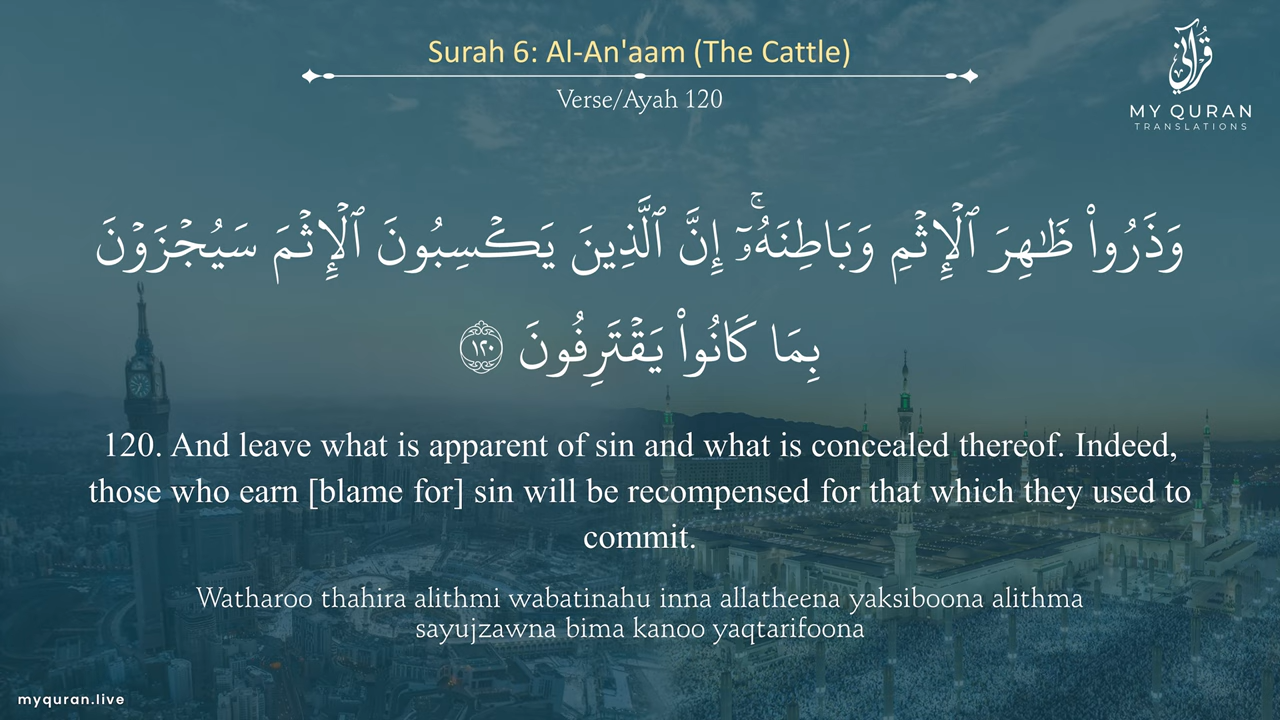 Surah 6: Al-An'aam (The Cattle)
Verse/Ayah 120
قرآني
MY QURAN
TRANSLATIONS
وَذَرُوا۟ ظَـٰهِرَ ٱلْإِثْمِ وَبَاطِنَهُۥٓ ۚ إِنَّ ٱلَّذِينَ يَكْسِبُونَ ٱلْإِثْمَ سَيُجْزَوْنَ
بِمَا كَانُوا۟ يَقْتَرِفُونَ ١٢٠
120. And leave what is apparent of sin and what is concealed thereof. Indeed,
those who earn [blame for] sin will be recompensed for that which they used to
commit.
Watharoo thahira alithmi wabatinahu inna allatheena yaksiboona alithma
sayujzawna bima kanoo yaqtarifoona
myquran.live